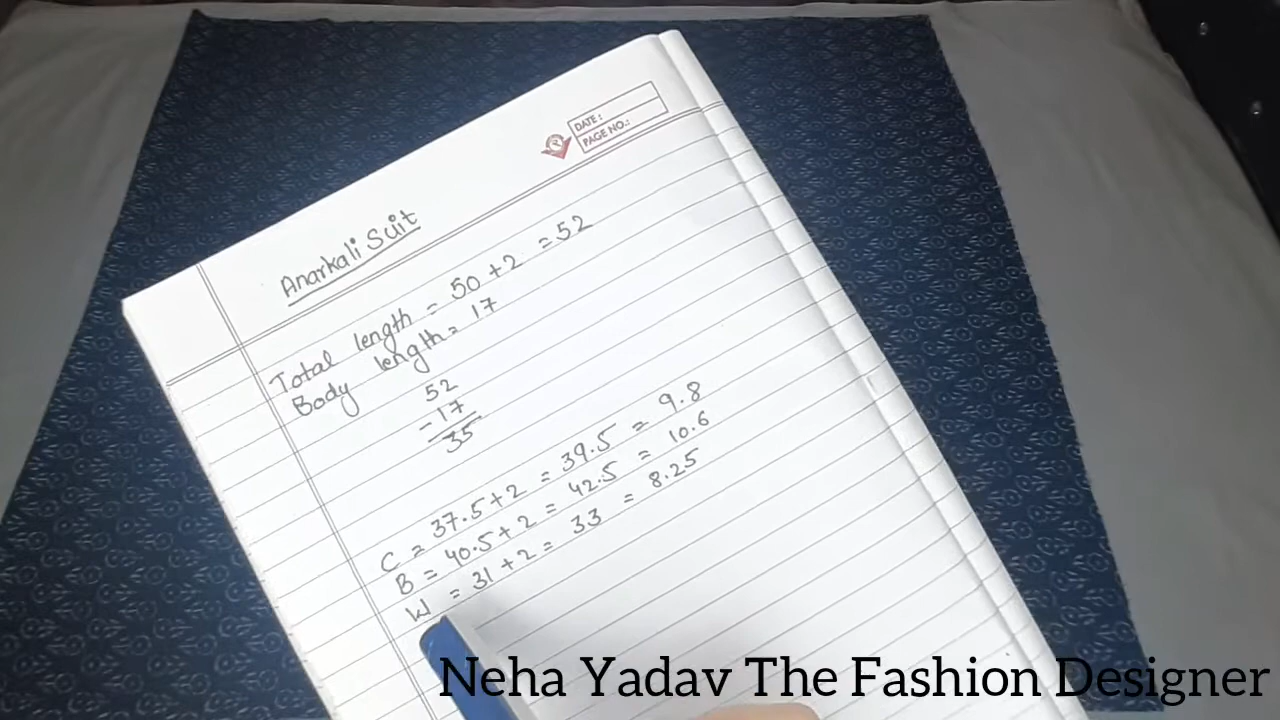 DATE :
PAGE NO.:
Anarkali Suit
Total length = 50 + 2 = 52
Body length = 17
52
- 17
35
C = 37.5 + 2 = 39.5 = 9.8
B = 40.5 + 2 = 42.5 = 10.6
W = 31 + 2 = 33 = 8.25
Neha Yadav The Fashion Designer